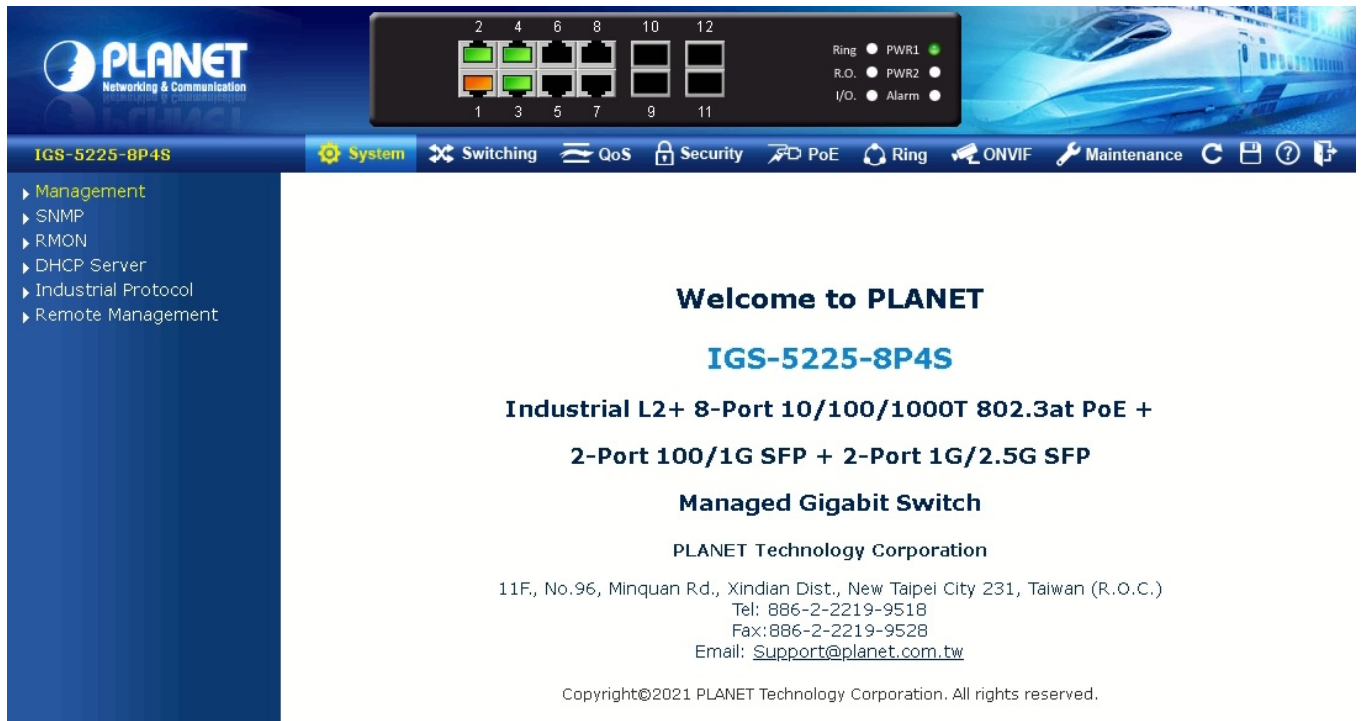 PLANET
Networking & Communication
2 4 6 8 10 12
1 3 5 7 9 11
Ring PWR1
R.O. PWR2
I/O. Alarm
IGS-5225-8P4S
System Switching QoS Security PoE Ring ONVIF Maintenance
Management
SNMP
RMON
DHCP Server
Industrial Protocol
Remote Management
Welcome to PLANET
IGS-5225-8P4S
Industrial L2+ 8-Port 10/100/1000T 802.3at PoE +
2-Port 100/1G SFP + 2-Port 1G/2.5G SFP
Managed Gigabit Switch
PLANET Technology Corporation
11F., No.96, Minquan Rd., Xindian Dist., New Taipei City 231, Taiwan (R.O.C.)
Tel: 886-2-2219-9518
Fax:886-2-2219-9528
Email: Support@planet.com.tw
Copyright©2021 PLANET Technology Corporation. All rights reserved.